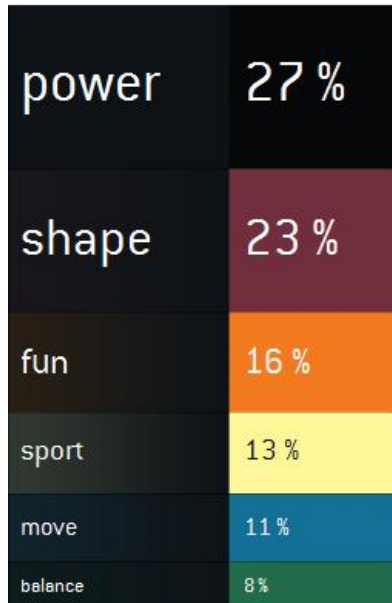 power 27 %
shape 23 %
fun 16 %
sport 13 %
move 11 %
balance 8 %